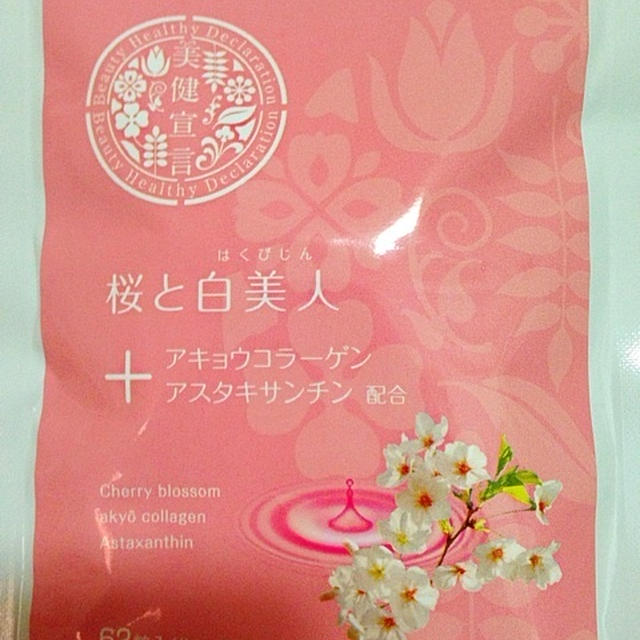 Beauty Healthy Declaration
美健宣言
Beauty Healthy Declaration
はくびじん
桜と白美人
＋
アキョウコラーゲン
アスタキサンチン 配合
Cherry blossom
akyō collagen
Astaxanthin